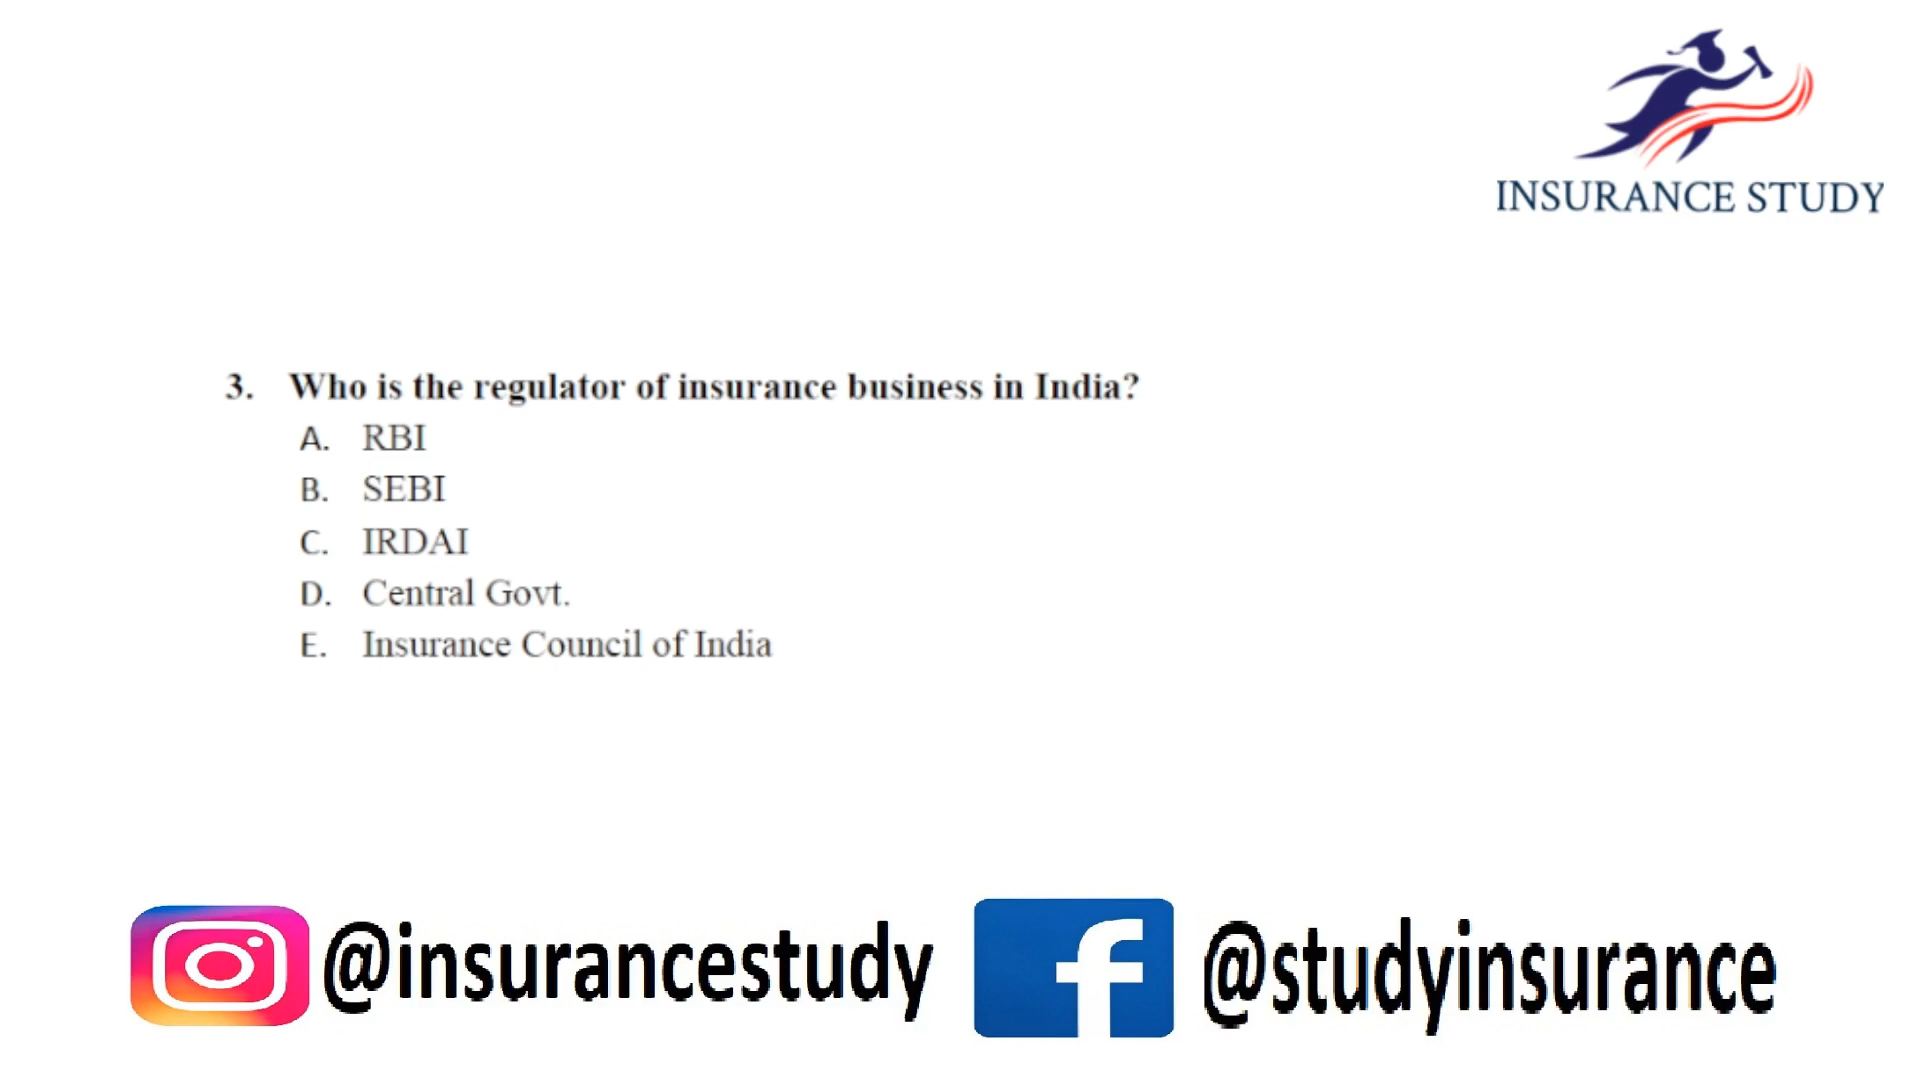 INSURANCE STUDY
3. Who is the regulator of insurance business in India?
A. RBI
B. SEBI
C. IRDAI
D. Central Govt.
E. Insurance Council of India
@insurancestudy
@studyinsurance